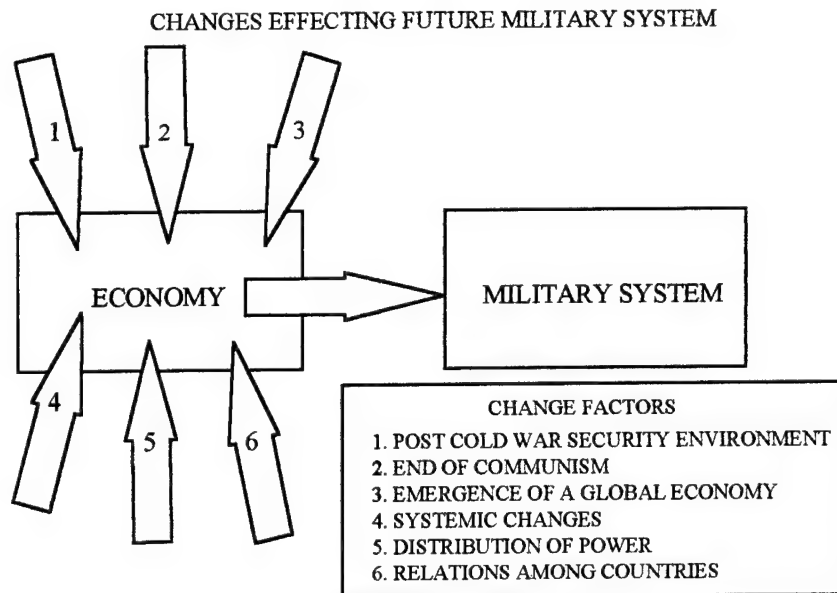 CHANGES EFFECTING FUTURE MILITARY SYSTEM
1
2
3
ECONOMY
MILITARY SYSTEM
4
5
6
CHANGE FACTORS
1. POST COLD WAR SECURITY ENVIRONMENT
2. END OF COMMUNISM
3. EMERGENCE OF A GLOBAL ECONOMY
4. SYSTEMIC CHANGES
5. DISTRIBUTION OF POWER
6. RELATIONS AMONG COUNTRIES